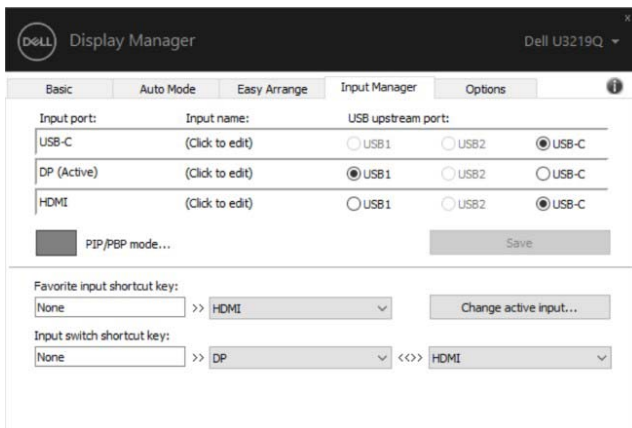 x
DELL Display Manager Dell U3219Q
Basic Auto Mode Easy Arrange Input Manager Options i
Input port: Input name: USB upstream port:
USB-C (Click to edit) USB1 USB2 USB-C
DP (Active) (Click to edit) USB1 USB2 USB-C
HDMI (Click to edit) USB1 USB2 USB-C
PIP/PBP mode... Save
Favorite input shortcut key:
None >> HDMI Change active input...
Input switch shortcut key:
None >> DP <<>> HDMI